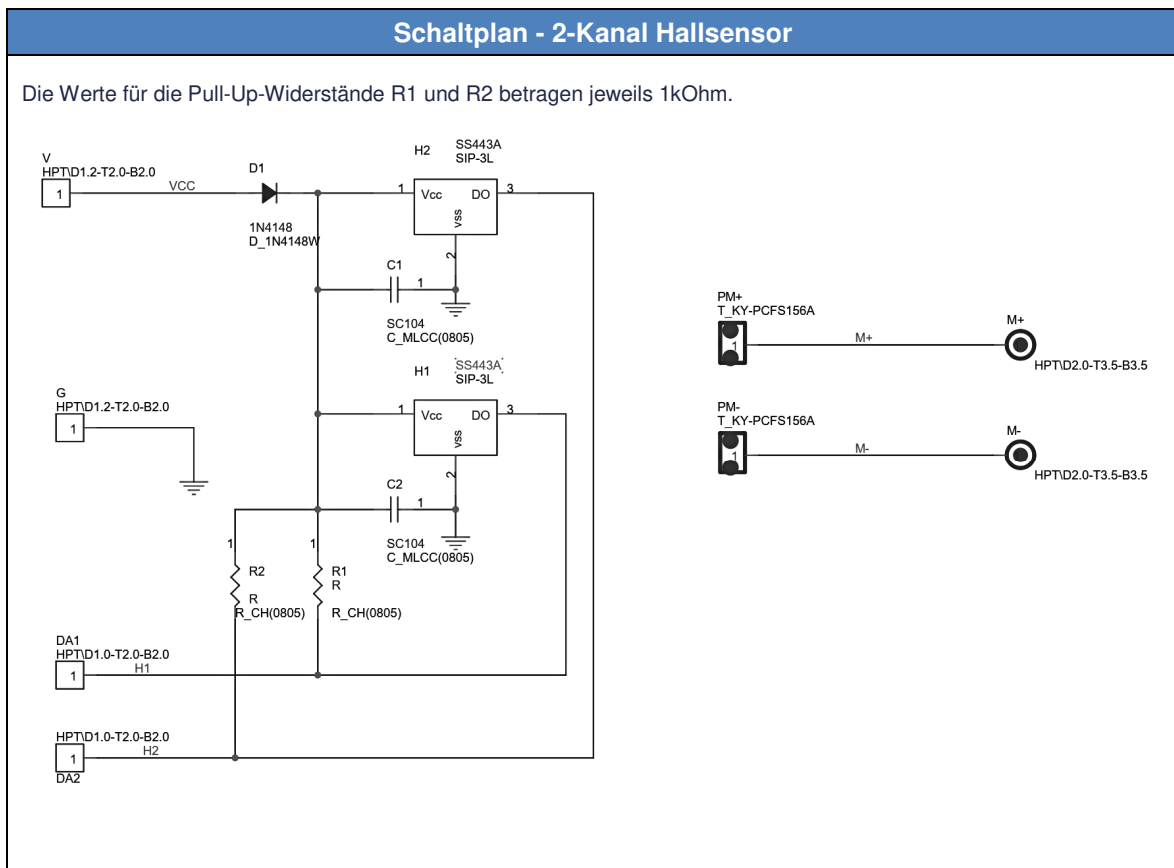 Schaltplan - 2-Kanal Hallsensor
Die Werte für die Pull-Up-Widerstände R1 und R2 betragen jeweils 1kOhm.
V
HPT\D1.2-T2.0-B2.0
1
VCC
D1
1N4148
D_1N4148W
H2
SS443A
SIP-3L
1
Vcc
DO
3
vss
2
C1
1
SC104
C_MLCC(0805)
H1
SS443A
SIP-3L
1
Vcc
DO
3
vss
2
C2
1
SC104
C_MLCC(0805)
G
HPT\D1.2-T2.0-B2.0
1
1
R2
R
R_CH(0805)
1
R1
R
R_CH(0805)
DA1
HPT\D1.0-T2.0-B2.0
1
H1
HPT\D1.0-T2.0-B2.0
1
H2
DA2
PM+
T_KY-PCFS156A
1
M+
M+
HPT\D2.0-T3.5-B3.5
PM-
T_KY-PCFS156A
1
M-
M-
HPT\D2.0-T3.5-B3.5